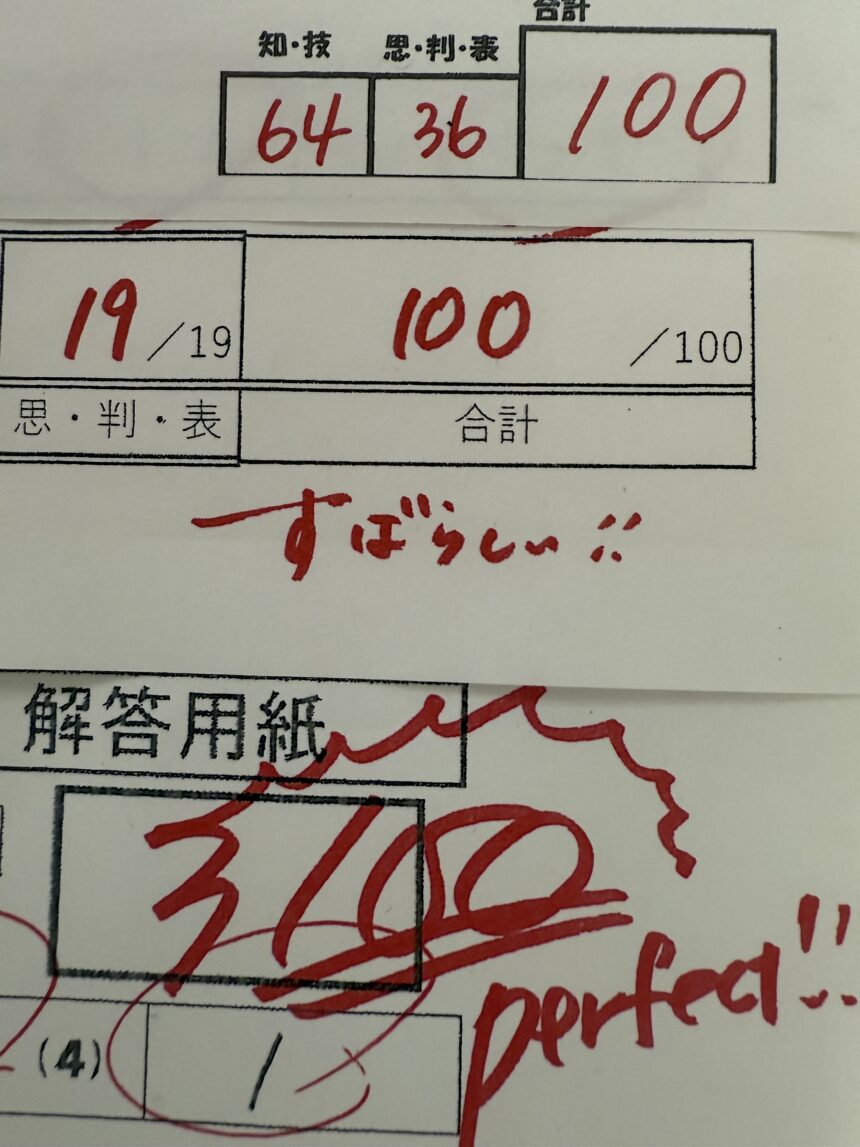 合計
知・技 思・判・表
64 36 100
19／19 100／100
思・判・表 合計
すばらしい!!
解答用紙
100
perfect!!
(4) 1